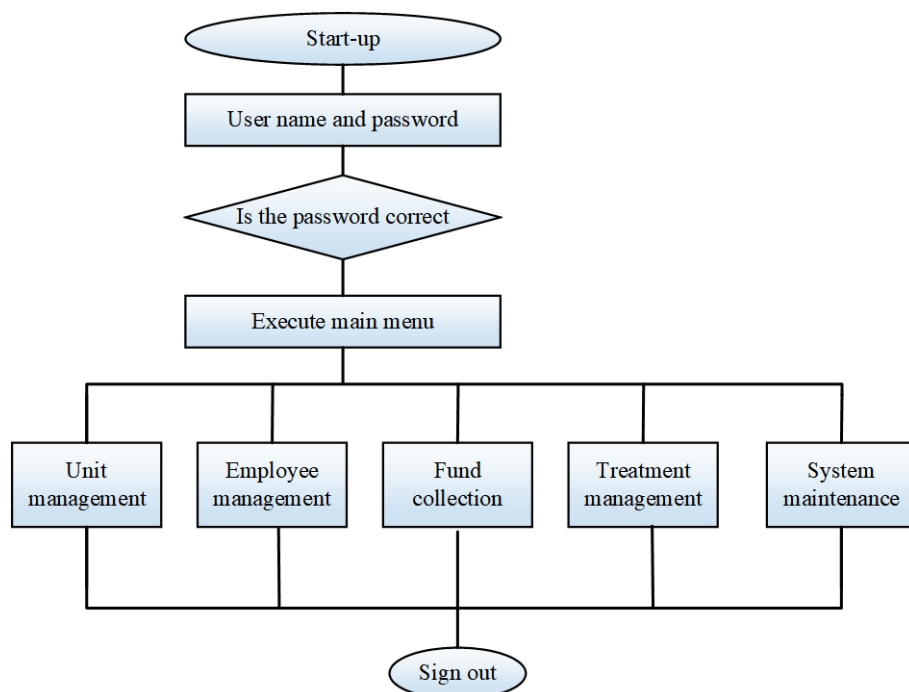 Start-up
User name and password
Is the password correct
Execute main menu
Unit
management
Employee
management
Fund
collection
Treatment
management
System
maintenance
Sign out